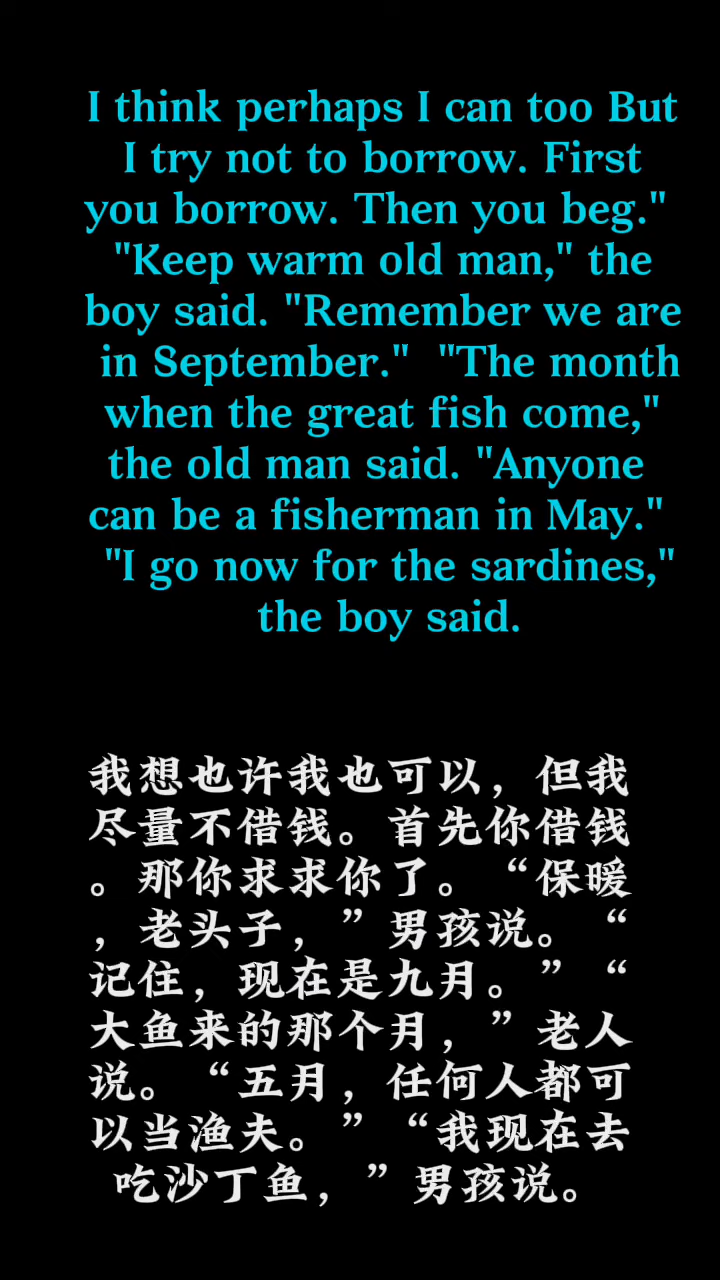 I think perhaps I can too But
I try not to borrow. First
you borrow. Then you beg."
"Keep warm old man," the
boy said. "Remember we are
in September."  "The month
when the great fish come,"
the old man said. "Anyone
can be a fisherman in May."
"I go now for the sardines,"
the boy said.
我想也许我也可以，但我
尽量不借钱。首先你借钱
。那你求求你了。“保暖
，老头子，”男孩说。“
记住，现在是九月。”“
大鱼来的那个月，”老人
说。“五月，任何人都可
以当渔夫。”“我现在去
吃沙丁鱼，”男孩说。